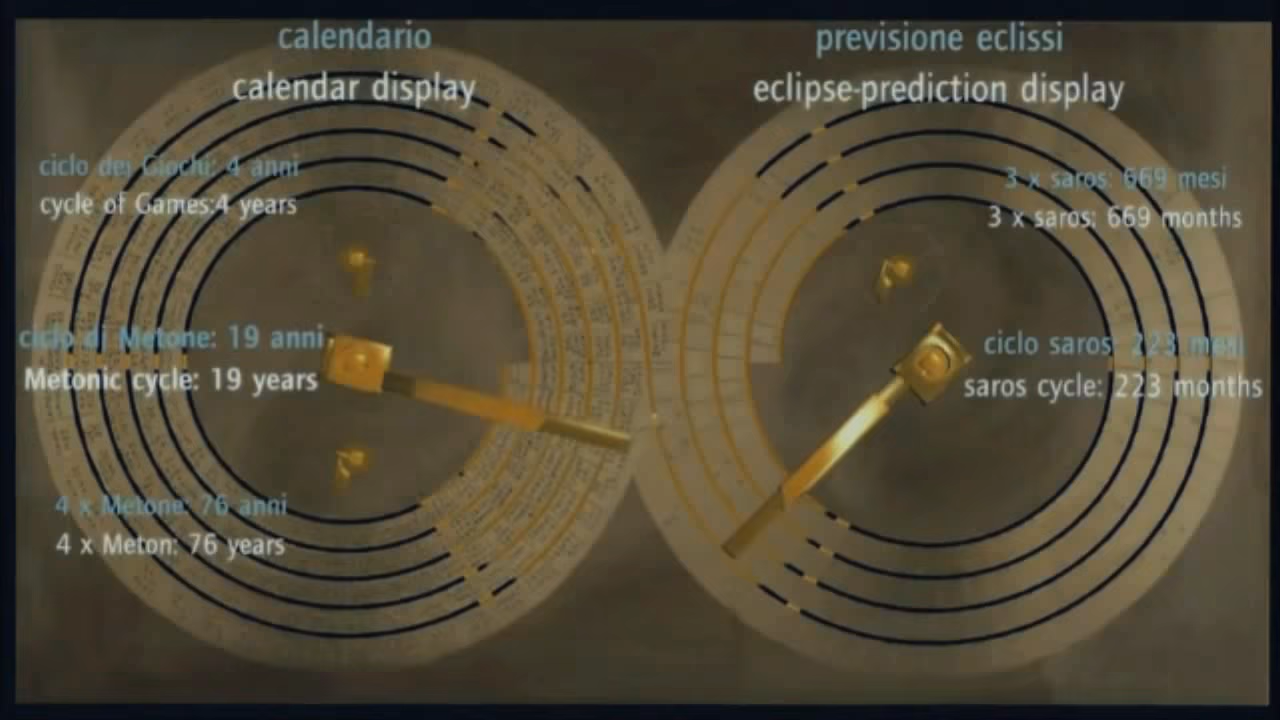 calendario
calendar display
ciclo dei Giochi: 4 anni
cycle of Games:4 years
ciclo di Metone: 19 anni
Metonic cycle: 19 years
4 x Metone: 76 anni
4 x Meton: 76 years
previsione eclissi
eclipse-prediction display
3 x saros: 669 mesi
3 x saros: 669 months
ciclo saros: 223 mesi
saros cycle: 223 months